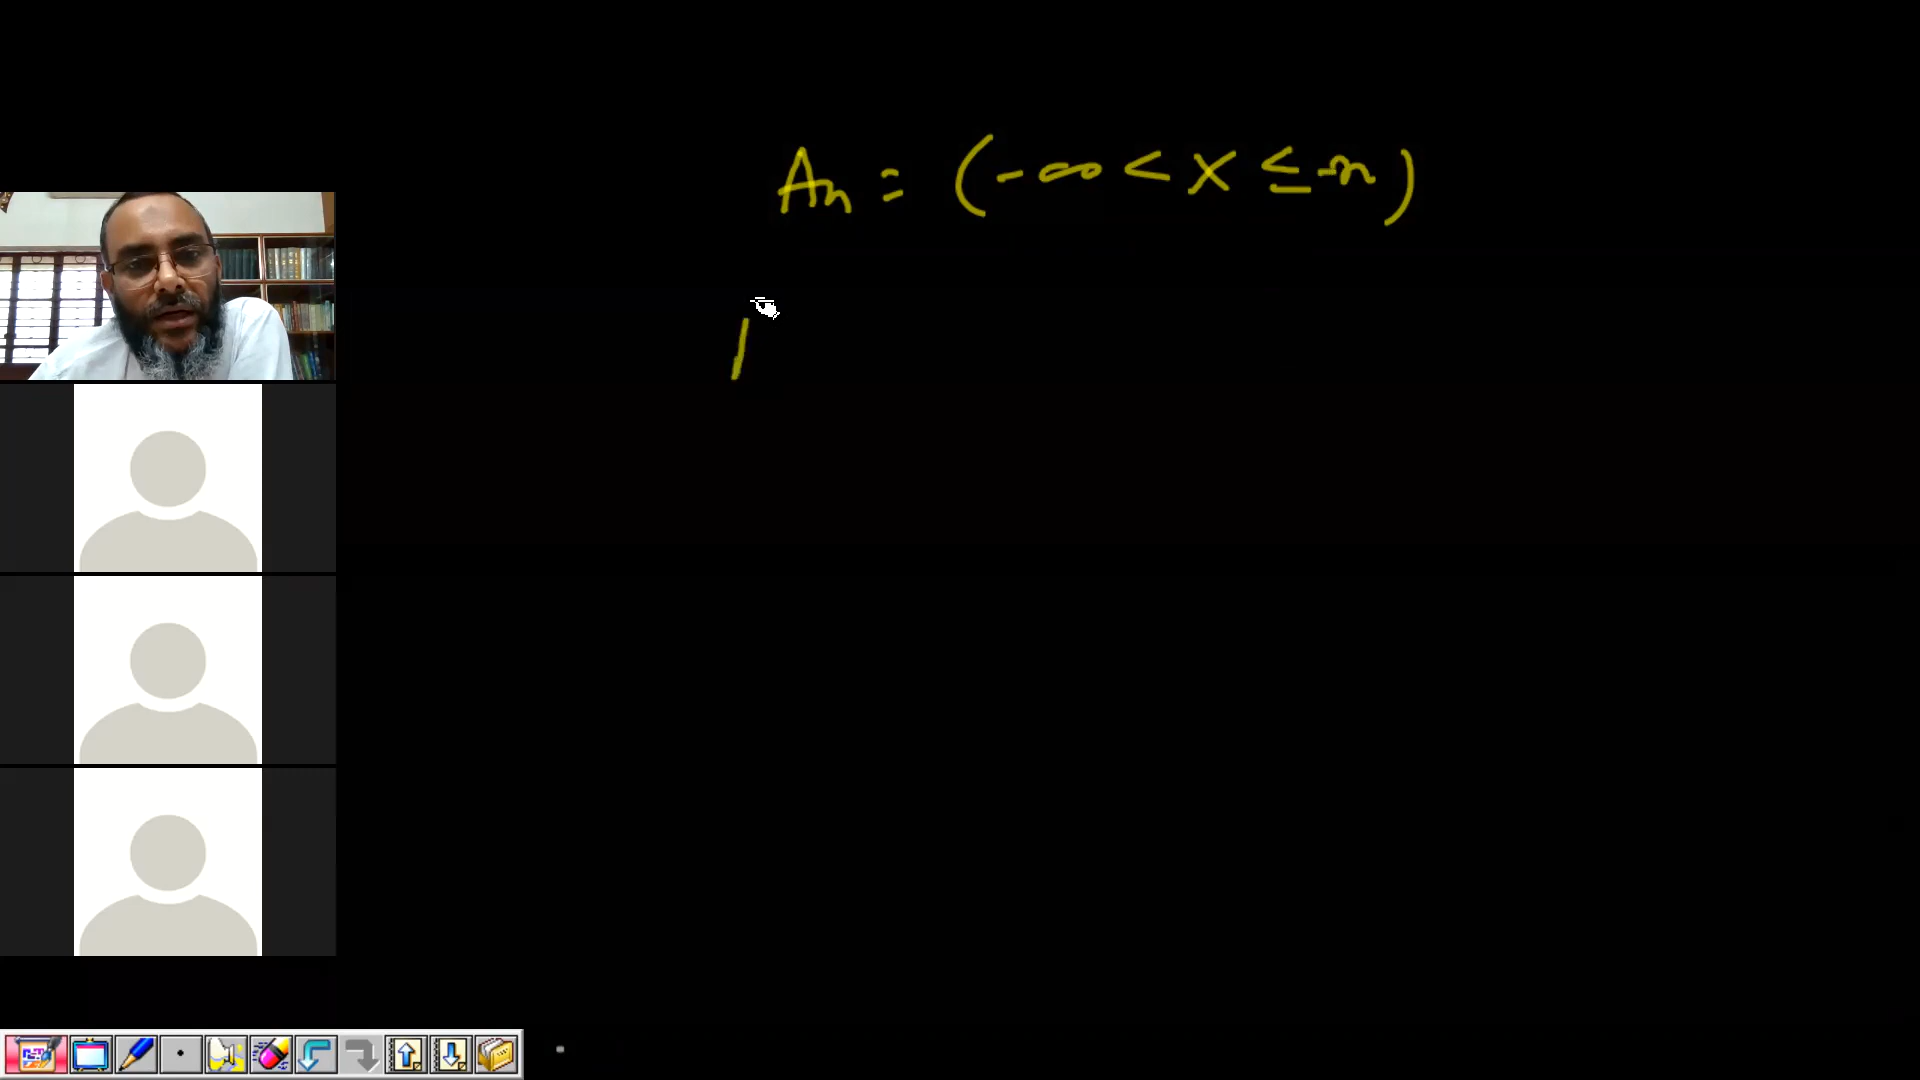 An = (-∞ < X ≤ -n)